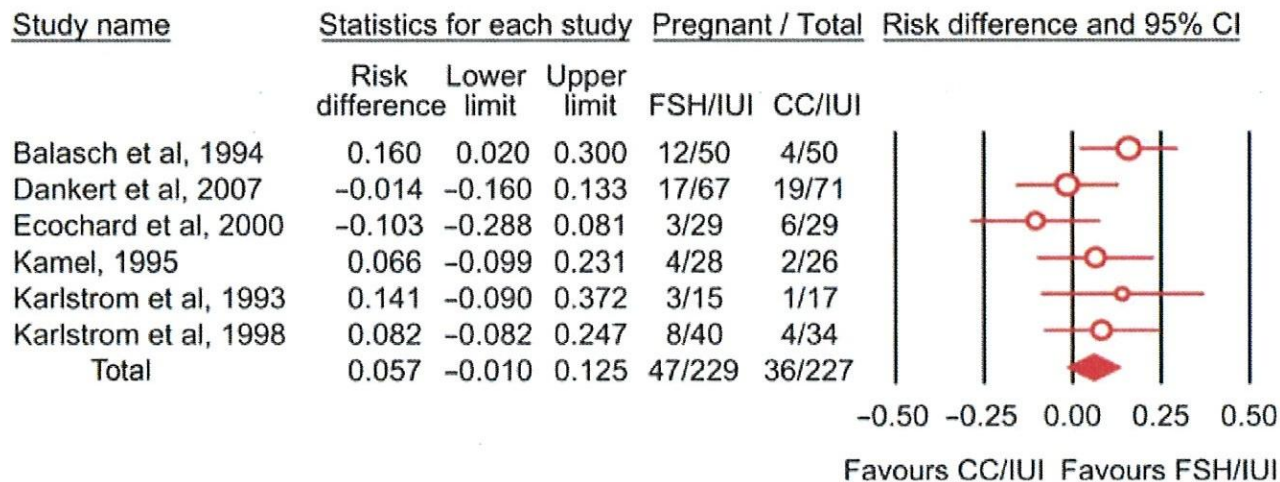 Study name Statistics for each study Pregnant / Total Risk difference and 95% CI
Risk difference Lower limit Upper limit FSH/IUI CC/IUI
Balasch et al, 1994 0.160 0.020 0.300 12/50 4/50
Dankert et al, 2007 −0.014 −0.160 0.133 17/67 19/71
Ecochard et al, 2000 −0.103 −0.288 0.081 3/29 6/29
Kamel, 1995 0.066 −0.099 0.231 4/28 2/26
Karlstrom et al, 1993 0.141 −0.090 0.372 3/15 1/17
Karlstrom et al, 1998 0.082 −0.082 0.247 8/40 4/34
Total 0.057 −0.010 0.125 47/229 36/227
−0.50 −0.25 0.00 0.25 0.50
Favours CC/IUI Favours FSH/IUI